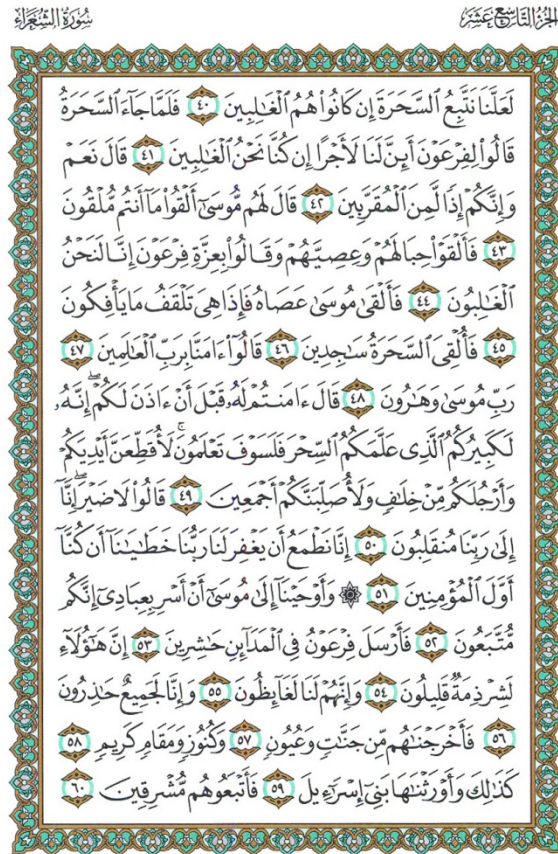 الجزء التاسع عشر
سورة الشعراء
لَعَلَّنَا نَتَّبِعُ السَّحَرَةَ إِن كَانُوا۟ هُمُ ٱلْغَٰلِبِينَ ٤٠ فَلَمَّا جَآءَ ٱلسَّحَرَةُ
قَالُوا۟ لِفِرْعَوْنَ أَئِنَّ لَنَا لَأَجْرًا إِن كُنَّا نَحْنُ ٱلْغَٰلِبِينَ ٤١ قَالَ نَعَمْ
وَإِنَّكُمْ إِذًا لَّمِنَ ٱلْمُقَرَّبِينَ ٤٢ قَالَ لَهُم مُّوسَىٰٓ أَلْقُوا۟ مَآ أَنتُم مُّلْقُونَ
٤٣ فَأَلْقَوْا۟ حِبَالَهُمْ وَعِصِيَّهُمْ وَقَالُوا۟ بِعِزَّةِ فِرْعَوْنَ إِنَّا لَنَحْنُ
ٱلْغَٰلِبُونَ ٤٤ فَأَلْقَىٰ مُوسَىٰ عَصَاهُ فَإِذَا هِىَ تَلْقَفُ مَا يَأْفِكُونَ
٤٥ فَأُلْقِىَ ٱلسَّحَرَةُ سَٰجِدِينَ ٤٦ قَالُوٓا۟ ءَامَنَّا بِرَبِّ ٱلْعَٰلَمِينَ ٤٧
رَبِّ مُوسَىٰ وَهَٰرُونَ ٤٨ قَالَ ءَامَنتُمْ لَهُۥ قَبْلَ أَنْ ءَاذَنَ لَكُمْ ۖ إِنَّهُۥ
لَكَبِيرُكُمُ ٱلَّذِى عَلَّمَكُمُ ٱلسِّحْرَ فَلَسَوْفَ تَعْلَمُونَ ۚ لَأُقَطِّعَنَّ أَيْدِيَكُمْ
وَأَرْجُلَكُم مِّنْ خِلَٰفٍ وَلَأُصَلِّبَنَّكُمْ أَجْمَعِينَ ٤٩ قَالُوا۟ لَا ضَيْرَ ۖ إِنَّآ
إِلَىٰ رَبِّنَا مُنقَلِبُونَ ٥٠ إِنَّا نَطْمَعُ أَن يَغْفِرَ لَنَا رَبُّنَا خَطَٰيَٰنَآ أَن كُنَّآ
أَوَّلَ ٱلْمُؤْمِنِينَ ٥١ ۞ وَأَوْحَيْنَآ إِلَىٰ مُوسَىٰٓ أَنْ أَسْرِ بِعِبَادِىٓ إِنَّكُم
مُّتَّبَعُونَ ٥٢ فَأَرْسَلَ فِرْعَوْنُ فِى ٱلْمَدَآئِنِ حَٰشِرِينَ ٥٣ إِنَّ هَٰٓؤُلَآءِ
لَشِرْذِمَةٌ قَلِيلُونَ ٥٤ وَإِنَّهُمْ لَنَا لَغَآئِظُونَ ٥٥ وَإِنَّا لَجَمِيعٌ حَٰذِرُونَ
٥٦ فَأَخْرَجْنَٰهُم مِّن جَنَّٰتٍ وَعُيُونٍ ٥٧ وَكُنُوزٍ وَمَقَامٍ كَرِيمٍ ٥٨
كَذَٰلِكَ وَأَوْرَثْنَٰهَا بَنِىٓ إِسْرَٰٓءِيلَ ٥٩ فَأَتْبَعُوهُم مُّشْرِقِينَ ٦٠